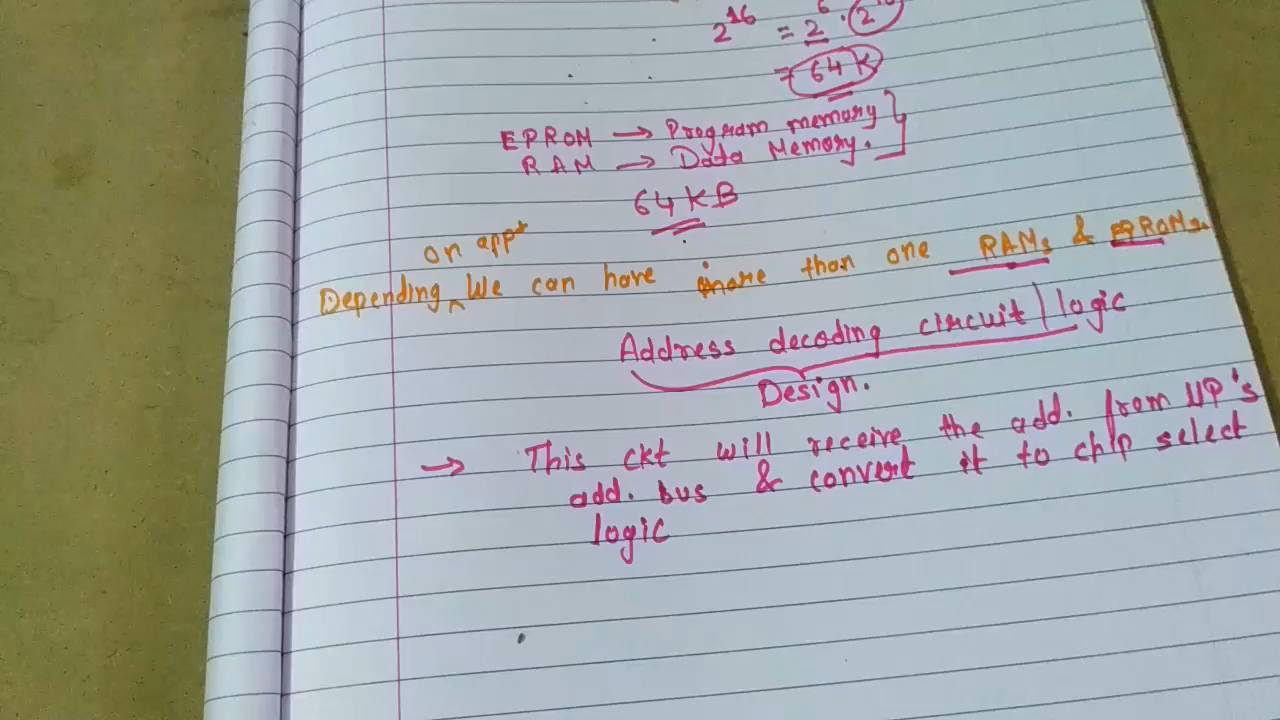 2^16 = 2^6 · 2^10
= 64 K
EPROM → Program memory
RAM → Data Memory.
64 KB
on appn
Depending ^ We can have more than one RAMs & EPROMs.
Address decoding circuit / logic
Design.
→ This ckt will receive the add. from UP's
add. bus & convert it to chip select
logic